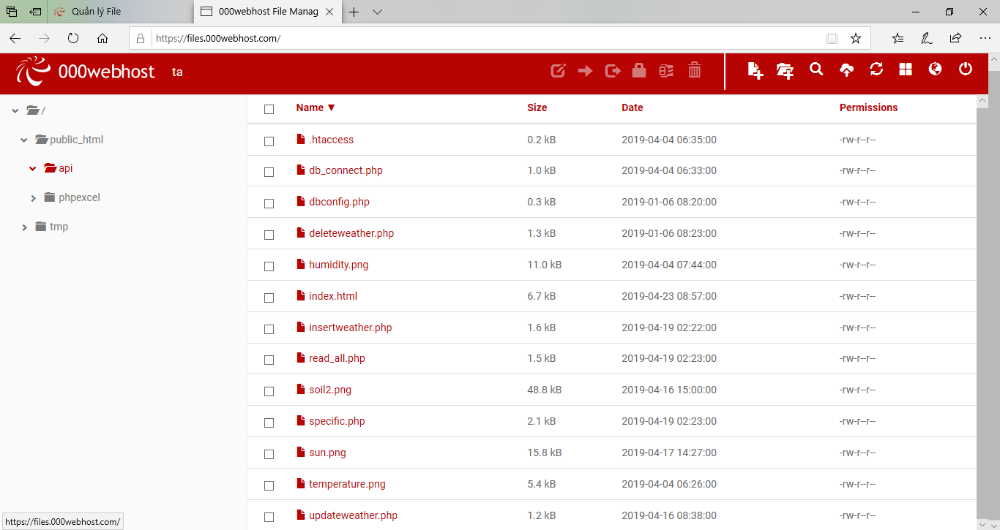 Quản lý File
000webhost File Manag
https://files.000webhost.com/
000webhost
ta
/
public_html
api
phpexcel
tmp
Name ▼ Size Date Permissions
.htaccess 0.2 kB 2019-04-04 06:35:00 -rw-r--r--
db_connect.php 1.0 kB 2019-04-04 06:33:00 -rw-r--r--
dbconfig.php 0.3 kB 2019-01-06 08:20:00 -rw-r--r--
deleteweather.php 1.3 kB 2019-01-06 08:23:00 -rw-r--r--
humidity.png 11.0 kB 2019-04-04 07:44:00 -rw-r--r--
index.html 6.7 kB 2019-04-23 08:57:00 -rw-r--r--
insertweather.php 1.6 kB 2019-04-19 02:22:00 -rw-r--r--
read_all.php 1.5 kB 2019-04-19 02:23:00 -rw-r--r--
soil2.png 48.8 kB 2019-04-16 15:00:00 -rw-r--r--
specific.php 2.1 kB 2019-04-19 02:23:00 -rw-r--r--
sun.png 15.8 kB 2019-04-17 14:27:00 -rw-r--r--
temperature.png 5.4 kB 2019-04-04 06:26:00 -rw-r--r--
updateweather.php 1.2 kB 2019-04-16 08:38:00 -rw-r--r--
https://files.000webhost.com/